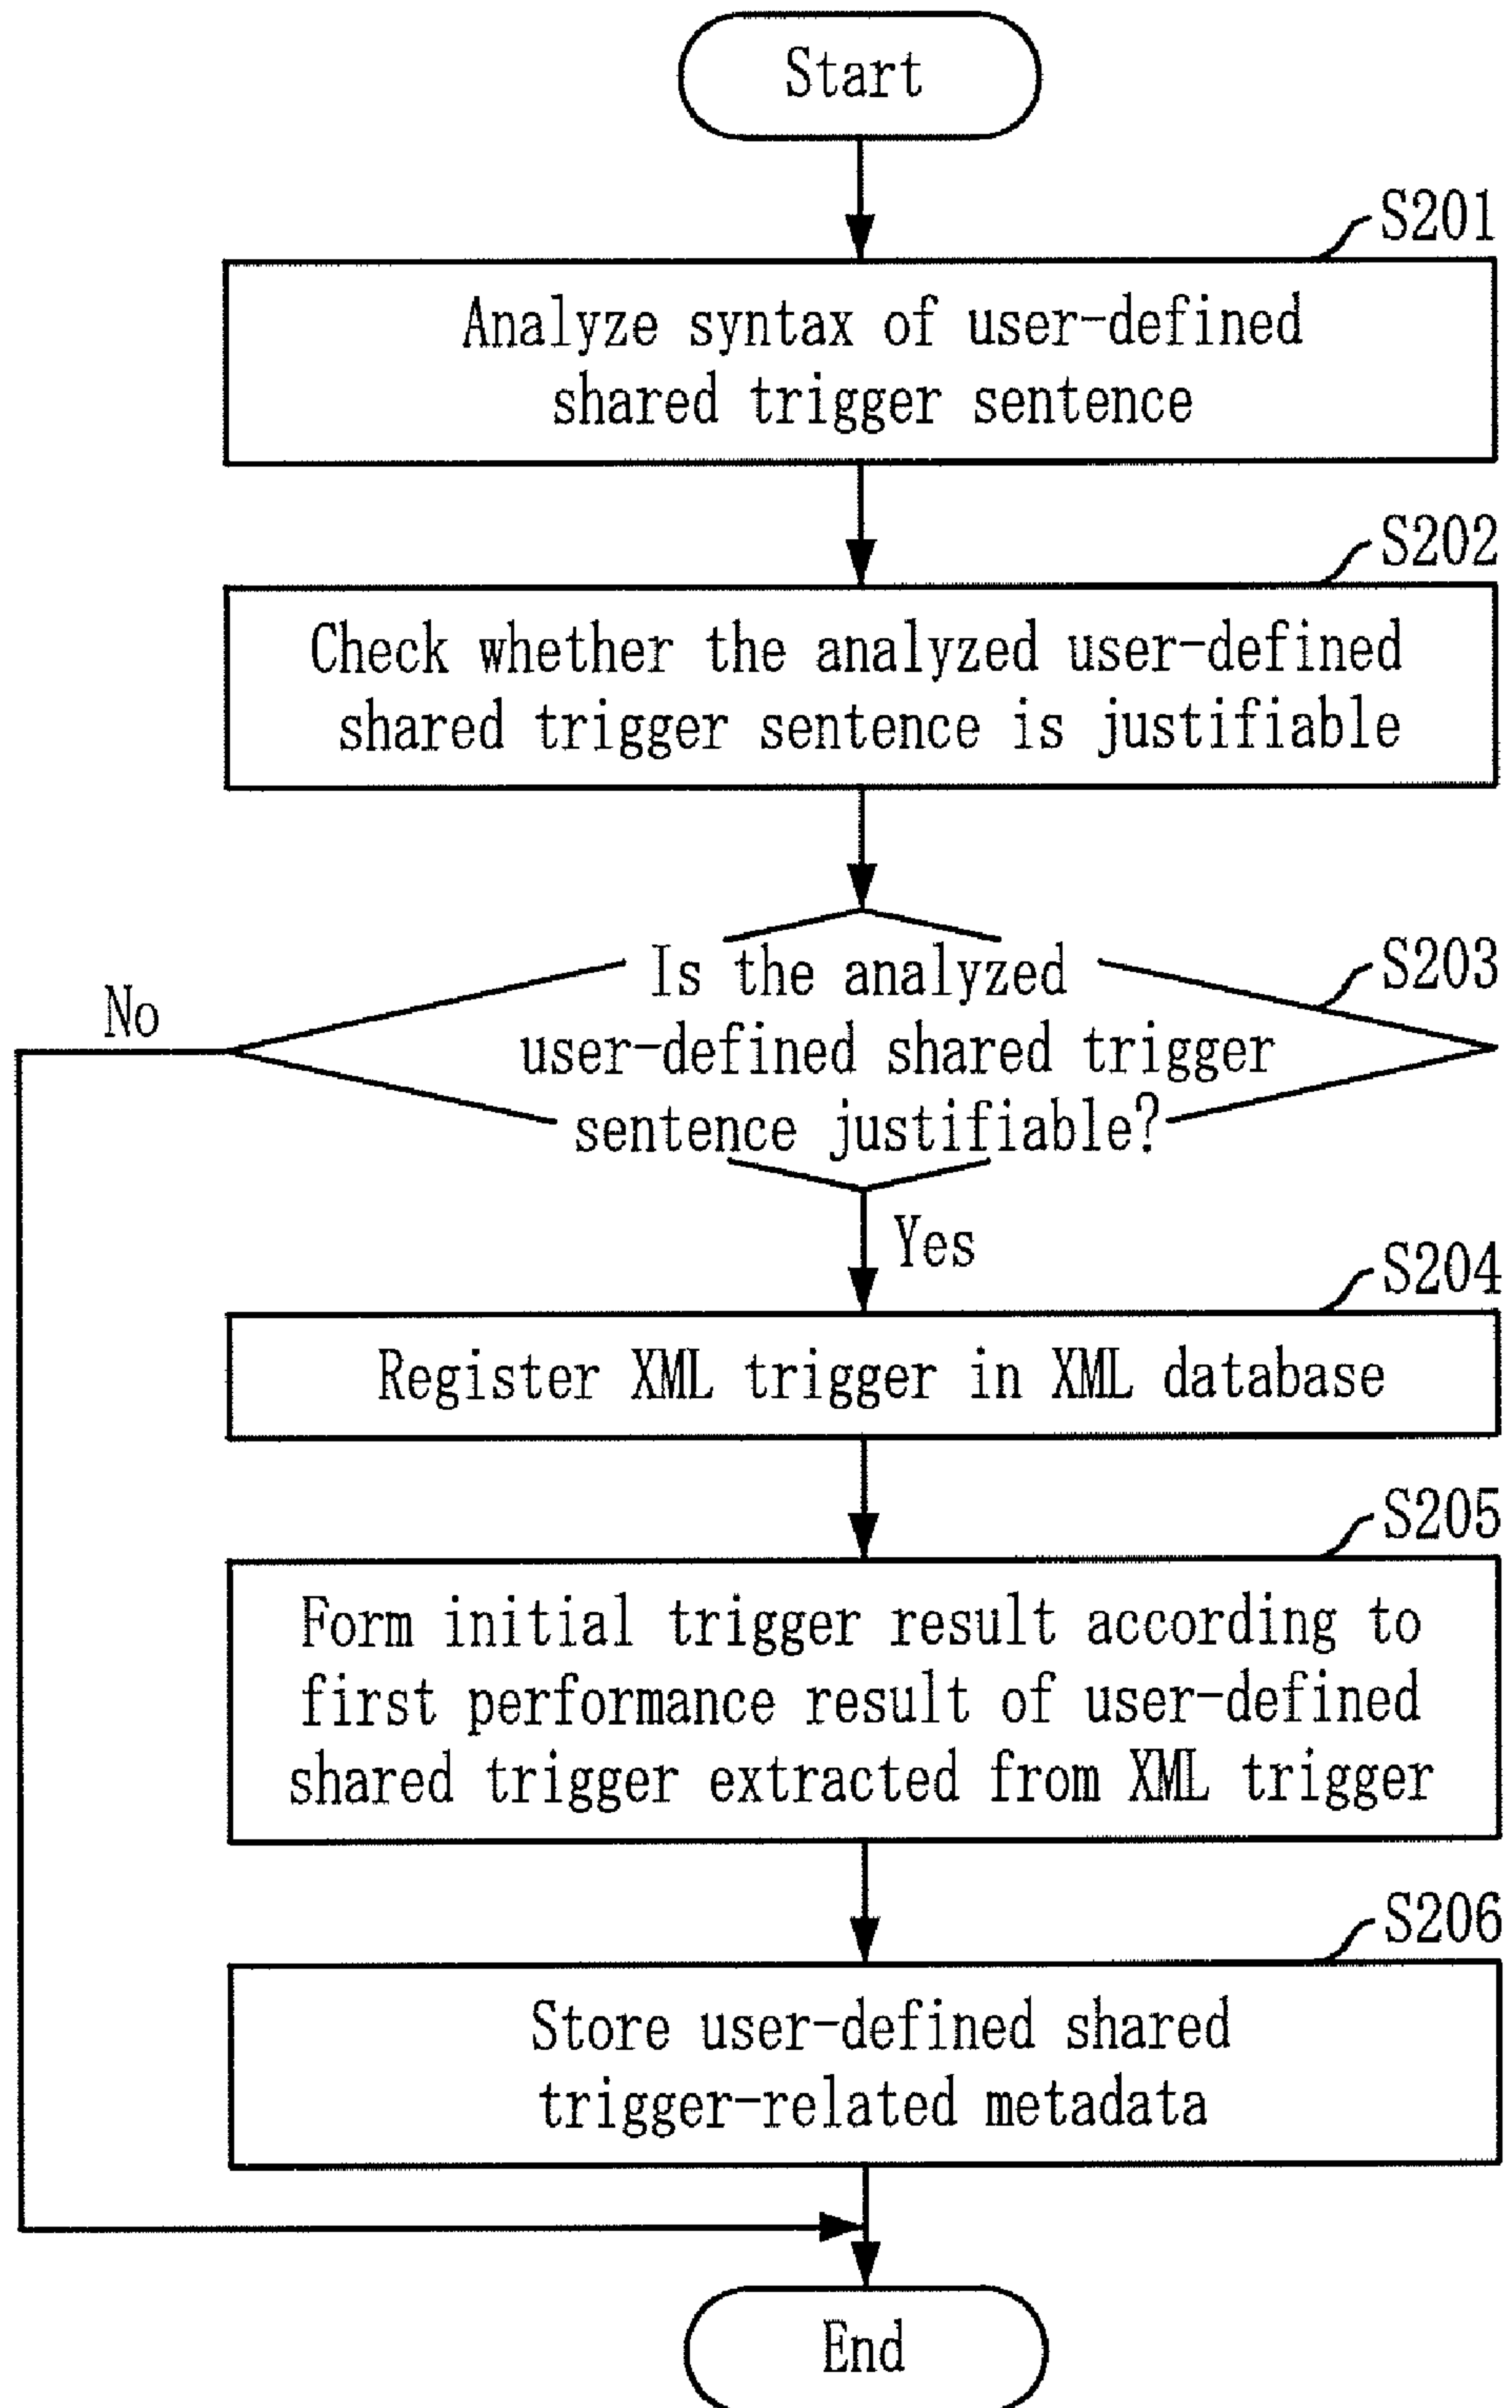 Start
S201
Analyze syntax of user-defined
shared trigger sentence
S202
Check whether the analyzed user-defined
shared trigger sentence is justifiable
S203
Is the analyzed
user-defined shared trigger
sentence justifiable?
No
Yes
S204
Register XML trigger in XML database
S205
Form initial trigger result according to
first performance result of user-defined
shared trigger extracted from XML trigger
S206
Store user-defined shared
trigger-related metadata
End